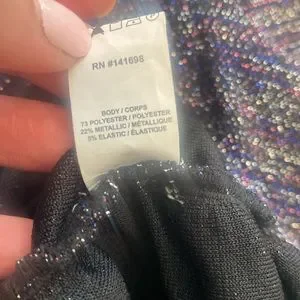 RN #141698
BODY / CORPS
73 POLYESTER / POLYESTER
22% METALLIC / MÉTALLIQUE
5% ELASTIC / ÉLASTIQUE